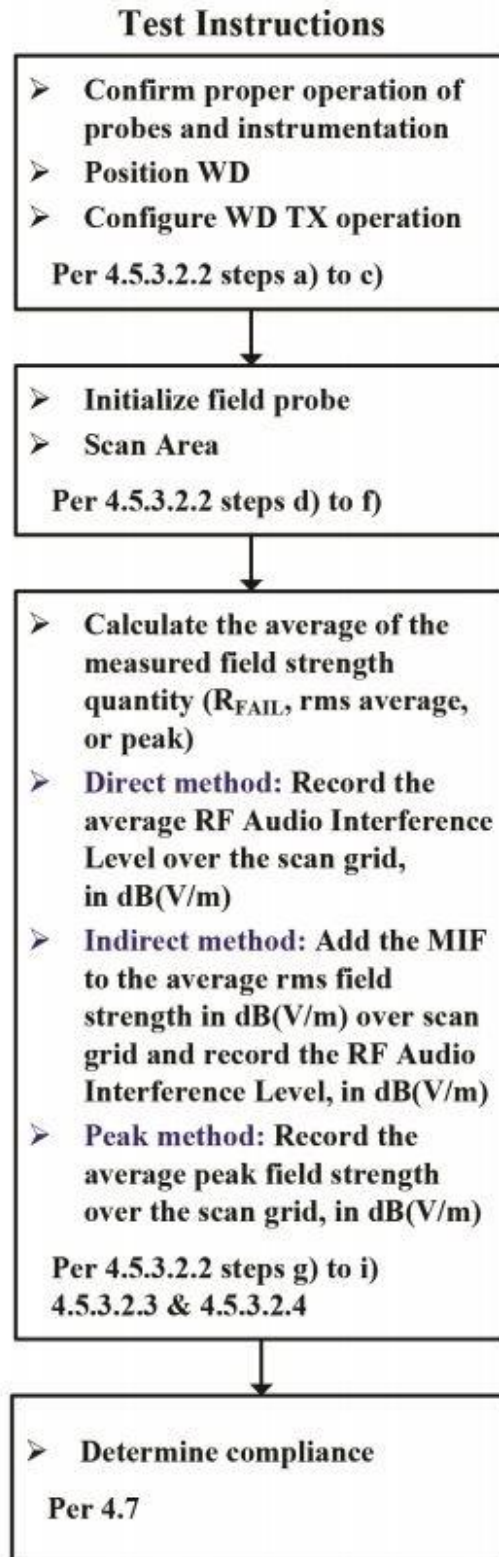 Test Instructions
➢ Confirm proper operation of
probes and instrumentation
➢ Position WD
➢ Configure WD TX operation
Per 4.5.3.2.2 steps a) to c)
➢ Initialize field probe
➢ Scan Area
Per 4.5.3.2.2 steps d) to f)
➢ Calculate the average of the
measured field strength
quantity (R_FAIL, rms average,
or peak)
➢ Direct method: Record the
average RF Audio Interference
Level over the scan grid,
in dB(V/m)
➢ Indirect method: Add the MIF
to the average rms field
strength in dB(V/m) over scan
grid and record the RF Audio
Interference Level, in dB(V/m)
➢ Peak method: Record the
average peak field strength
over the scan grid, in dB(V/m)
Per 4.5.3.2.2 steps g) to i)
4.5.3.2.3 & 4.5.3.2.4
➢ Determine compliance
Per 4.7